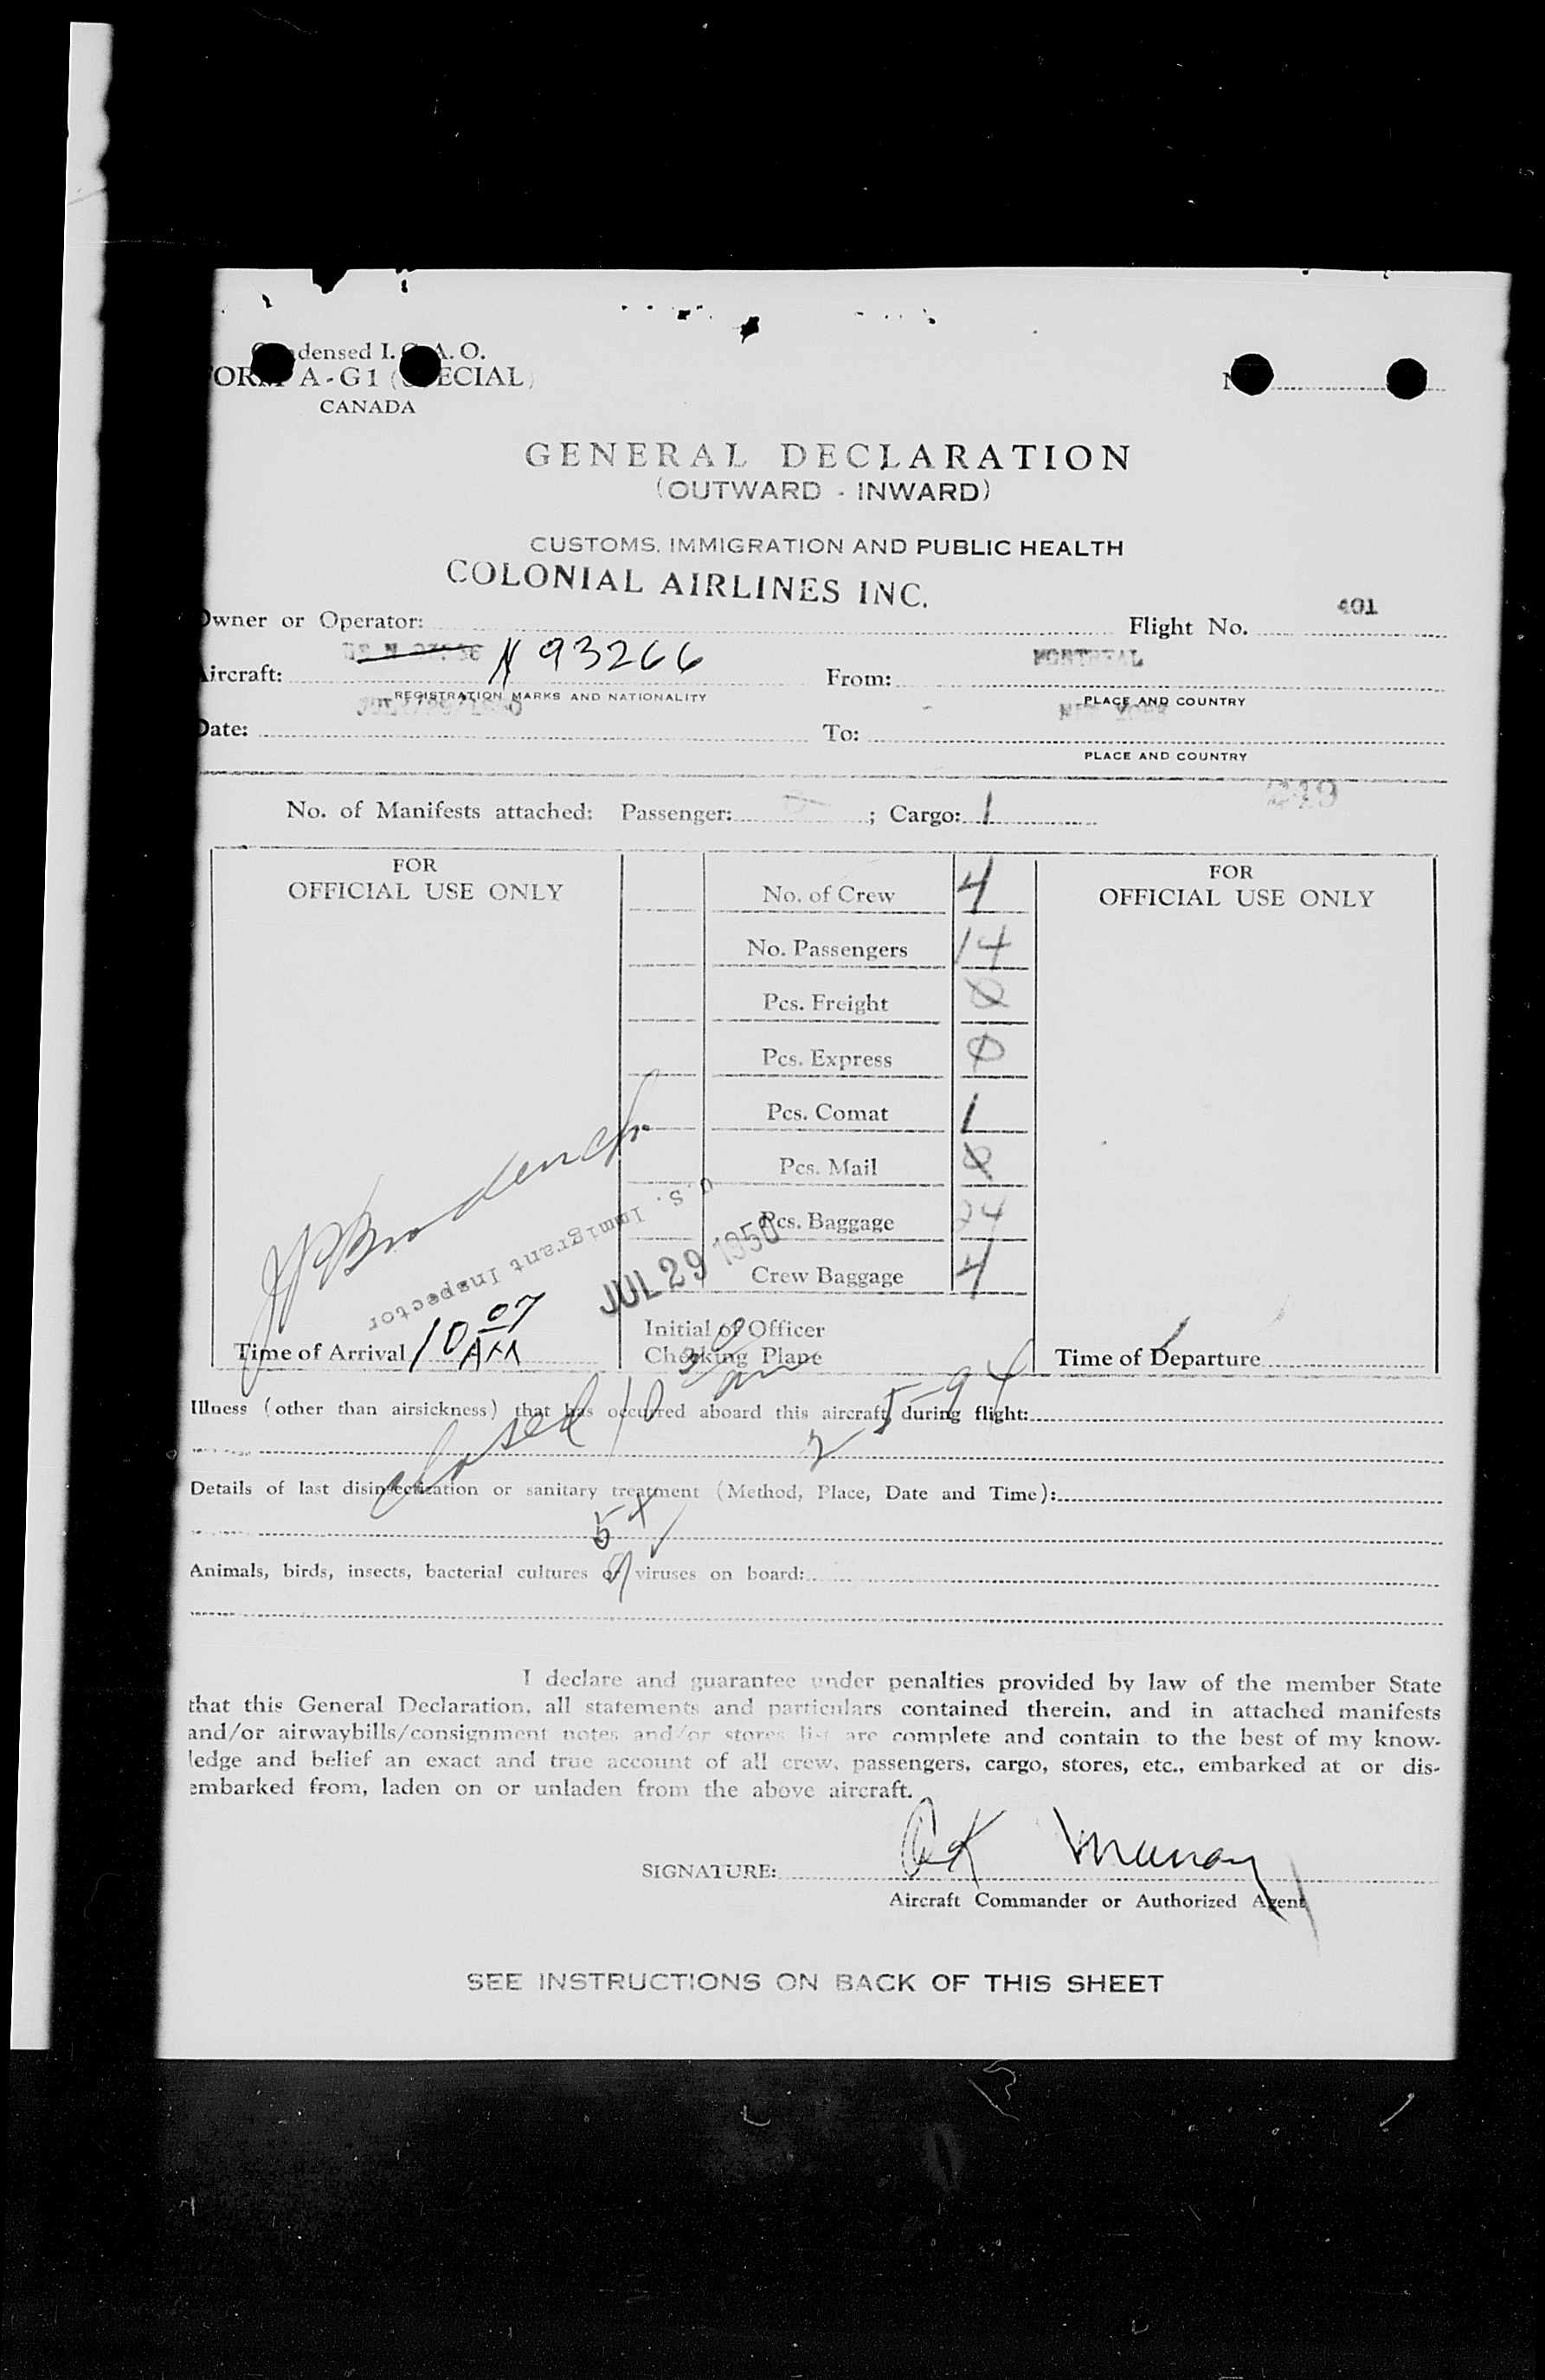 Condensed I.C.A.O.
FORM A-G1 (SPECIAL)
CANADA
GENERAL DECLARATION
(OUTWARD - INWARD)
CUSTOMS, IMMIGRATION AND PUBLIC HEALTH
COLONIAL AIRLINES INC.
Owner or Operator: Flight No. 401
Aircraft: N 93266 From: MONTREAL
REGISTRATION MARKS AND NATIONALITY PLACE AND COUNTRY
Date: To: NEW YORK
PLACE AND COUNTRY
249
No. of Manifests attached: Passenger: ; Cargo: 1
FOR
OFFICIAL USE ONLY
No. of Crew 4
No. Passengers 14
Pcs. Freight 0
Pcs. Express 0
Pcs. Comat 1
Pcs. Mail 0
Pcs. Baggage 24
Crew Baggage 4
FOR
OFFICIAL USE ONLY
U.S. Immigrant Inspector
JUL 29 1950
Time of Arrival 10 07 AM
Initial of Officer
Checking Plane
Time of Departure
Illness (other than airsickness) that has occurred aboard this aircraft during flight:
closed 10 30 am
Details of last disinsectization or sanitary treatment (Method, Place, Date and Time):
Animals, birds, insects, bacterial cultures or viruses on board:
I declare and guarantee under penalties provided by law of the member State
that this General Declaration, all statements and particulars contained therein, and in attached manifests
and/or airwaybills/consignment notes and/or stores list are complete and contain to the best of my know-
ledge and belief an exact and true account of all crew, passengers, cargo, stores, etc., embarked at or dis-
embarked from, laden on or unladen from the above aircraft.
SIGNATURE: AK Murray
Aircraft Commander or Authorized Agent
SEE INSTRUCTIONS ON BACK OF THIS SHEET